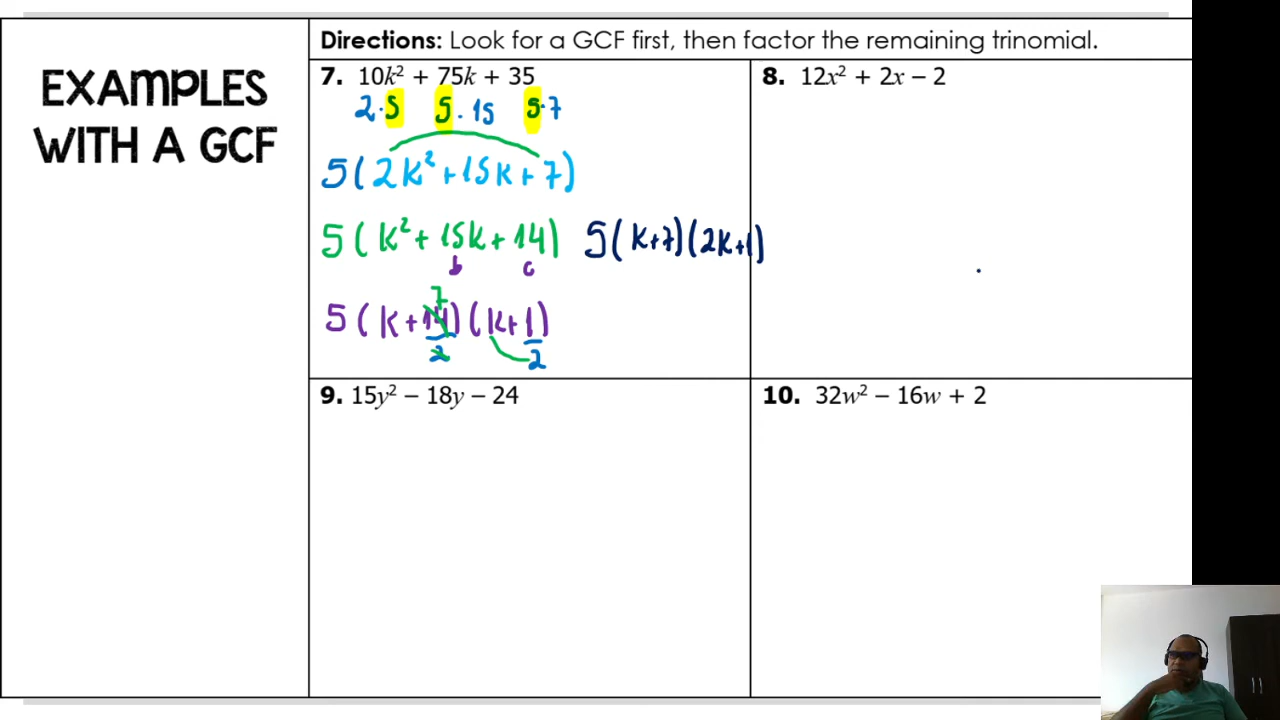 EXAMPLES
WITH A GCF
Directions: Look for a GCF first, then factor the remaining trinomial.
7. 10k² + 75k + 35
2·5 5·15 5·7
5(2k²+15k+7)
5(k²+15k+14) 5(k+7)(2k+1)
b c
7
5(k+14)(k+1)
2 2
8. 12x² + 2x − 2
9. 15y² − 18y − 24
10. 32w² − 16w + 2